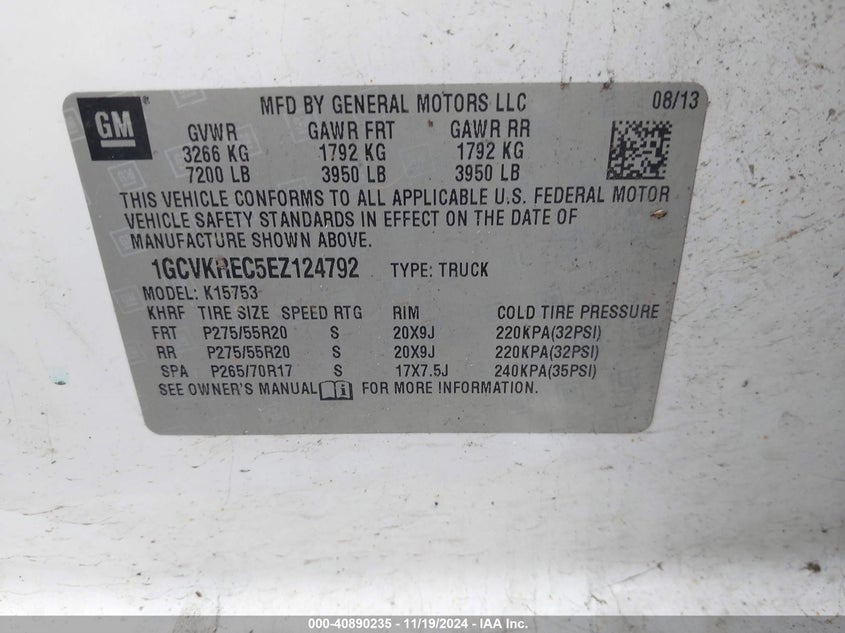 GM ® MFD BY GENERAL MOTORS LLC 08/13
GVWR GAWR FRT GAWR RR
3266 KG 1792 KG 1792 KG
7200 LB 3950 LB 3950 LB
THIS VEHICLE CONFORMS TO ALL APPLICABLE U.S. FEDERAL MOTOR
VEHICLE SAFETY STANDARDS IN EFFECT ON THE DATE OF
MANUFACTURE SHOWN ABOVE.
1GCVKREC5EZ124792 TYPE: TRUCK
MODEL: K15753
KHRF TIRE SIZE SPEED RTG RIM COLD TIRE PRESSURE
FRT P275/55R20 S 20X9J 220KPA(32PSI)
RR P275/55R20 S 20X9J 220KPA(32PSI)
SPA P265/70R17 S 17X7.5J 240KPA(35PSI)
SEE OWNER'S MANUAL FOR MORE INFORMATION.
000-40890235 - 11/19/2024 - IAA Inc.